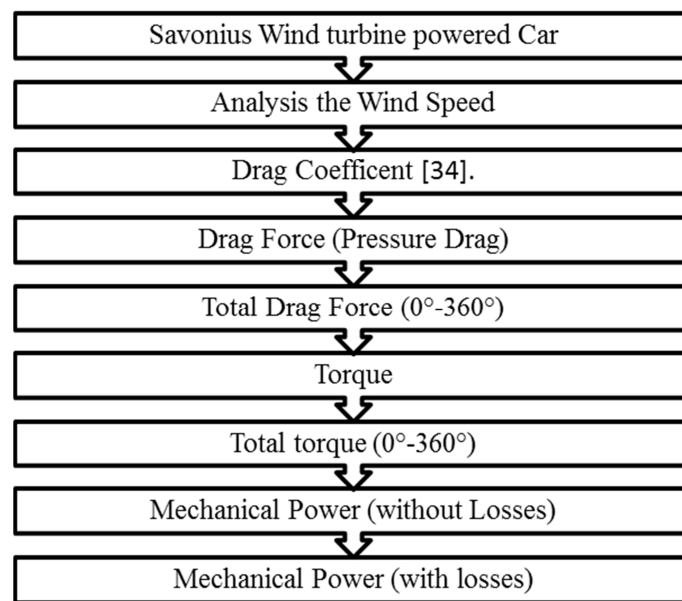 Savonius Wind turbine powered Car
Analysis the Wind Speed
Drag Coefficent [34].
Drag Force (Pressure Drag)
Total Drag Force (0°-360°)
Torque
Total torque (0°-360°)
Mechanical Power (without Losses)
Mechanical Power (with losses)